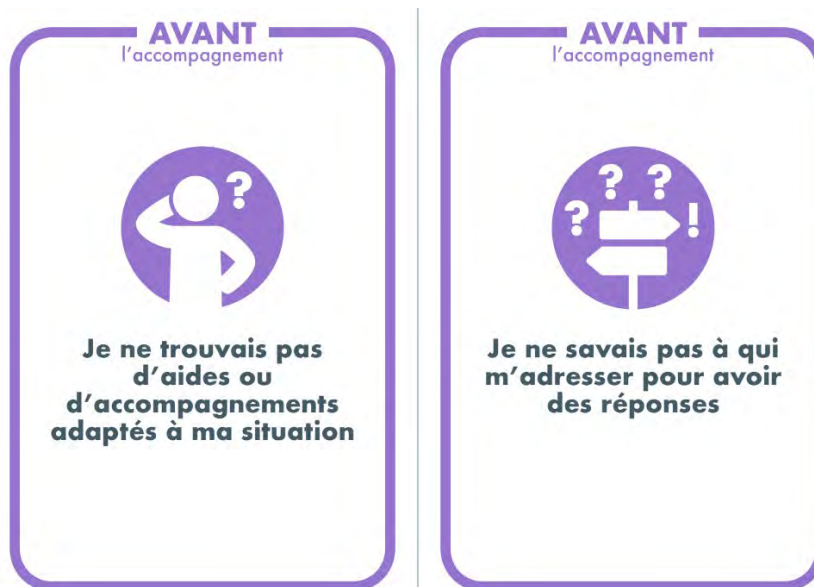 AVANT
l'accompagnement
?
Je ne trouvais pas
d'aides ou
d'accompagnements
adaptés à ma situation
AVANT
l'accompagnement
? ? ? !
Je ne savais pas à qui
m'adresser pour avoir
des réponses